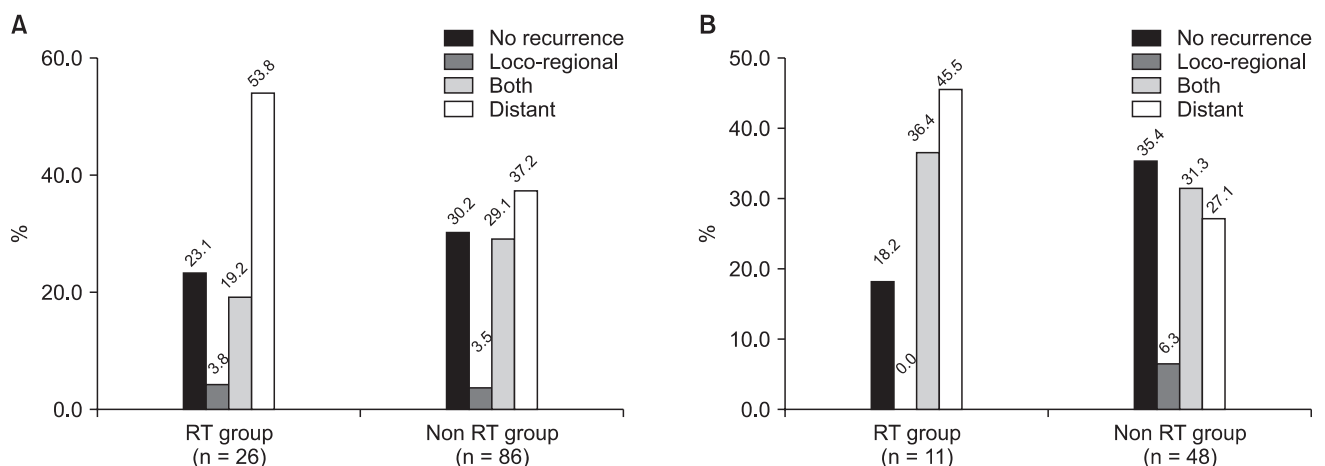 A
No recurrence
Loco-regional
Both
Distant
60.0
40.0
20.0
0.0
%
23.1
3.8
19.2
53.8
30.2
3.5
29.1
37.2
RT group
(n = 26)
Non RT group
(n = 86)
B
No recurrence
Loco-regional
Both
Distant
50.0
40.0
30.0
20.0
10.0
0.0
%
18.2
0.0
36.4
45.5
35.4
6.3
31.3
27.1
RT group
(n = 11)
Non RT group
(n = 48)